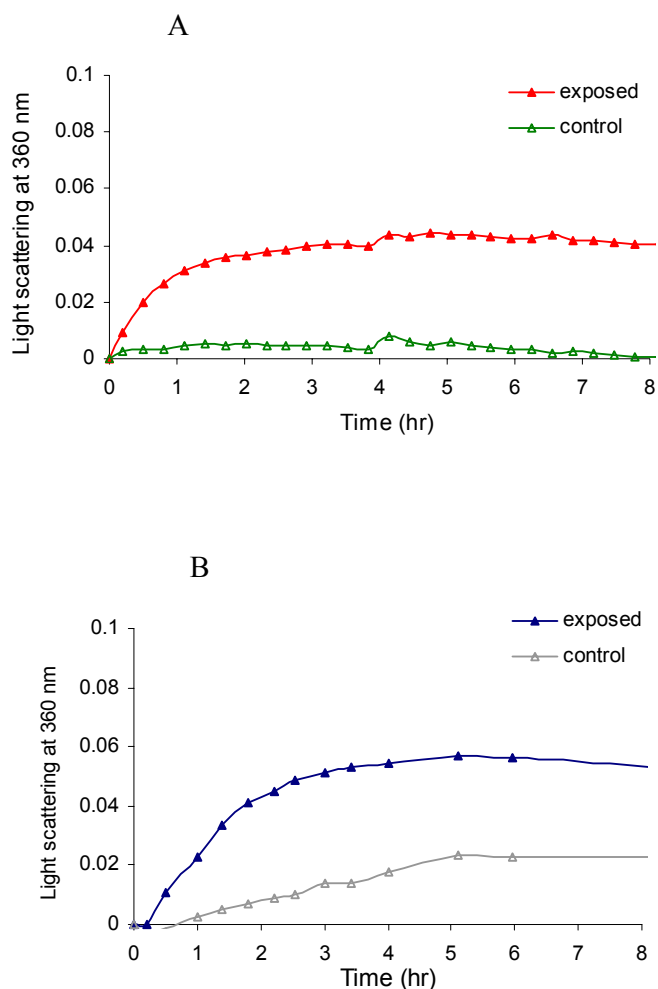 A
0.1
0.08
0.06
0.04
0.02
0
Light scattering at 360 nm
exposed
control
0 1 2 3 4 5 6 7 8
Time (hr)
B
0.1
0.08
0.06
0.04
0.02
0
Light scattering at 360 nm
exposed
control
0 1 2 3 4 5 6 7 8
Time (hr)